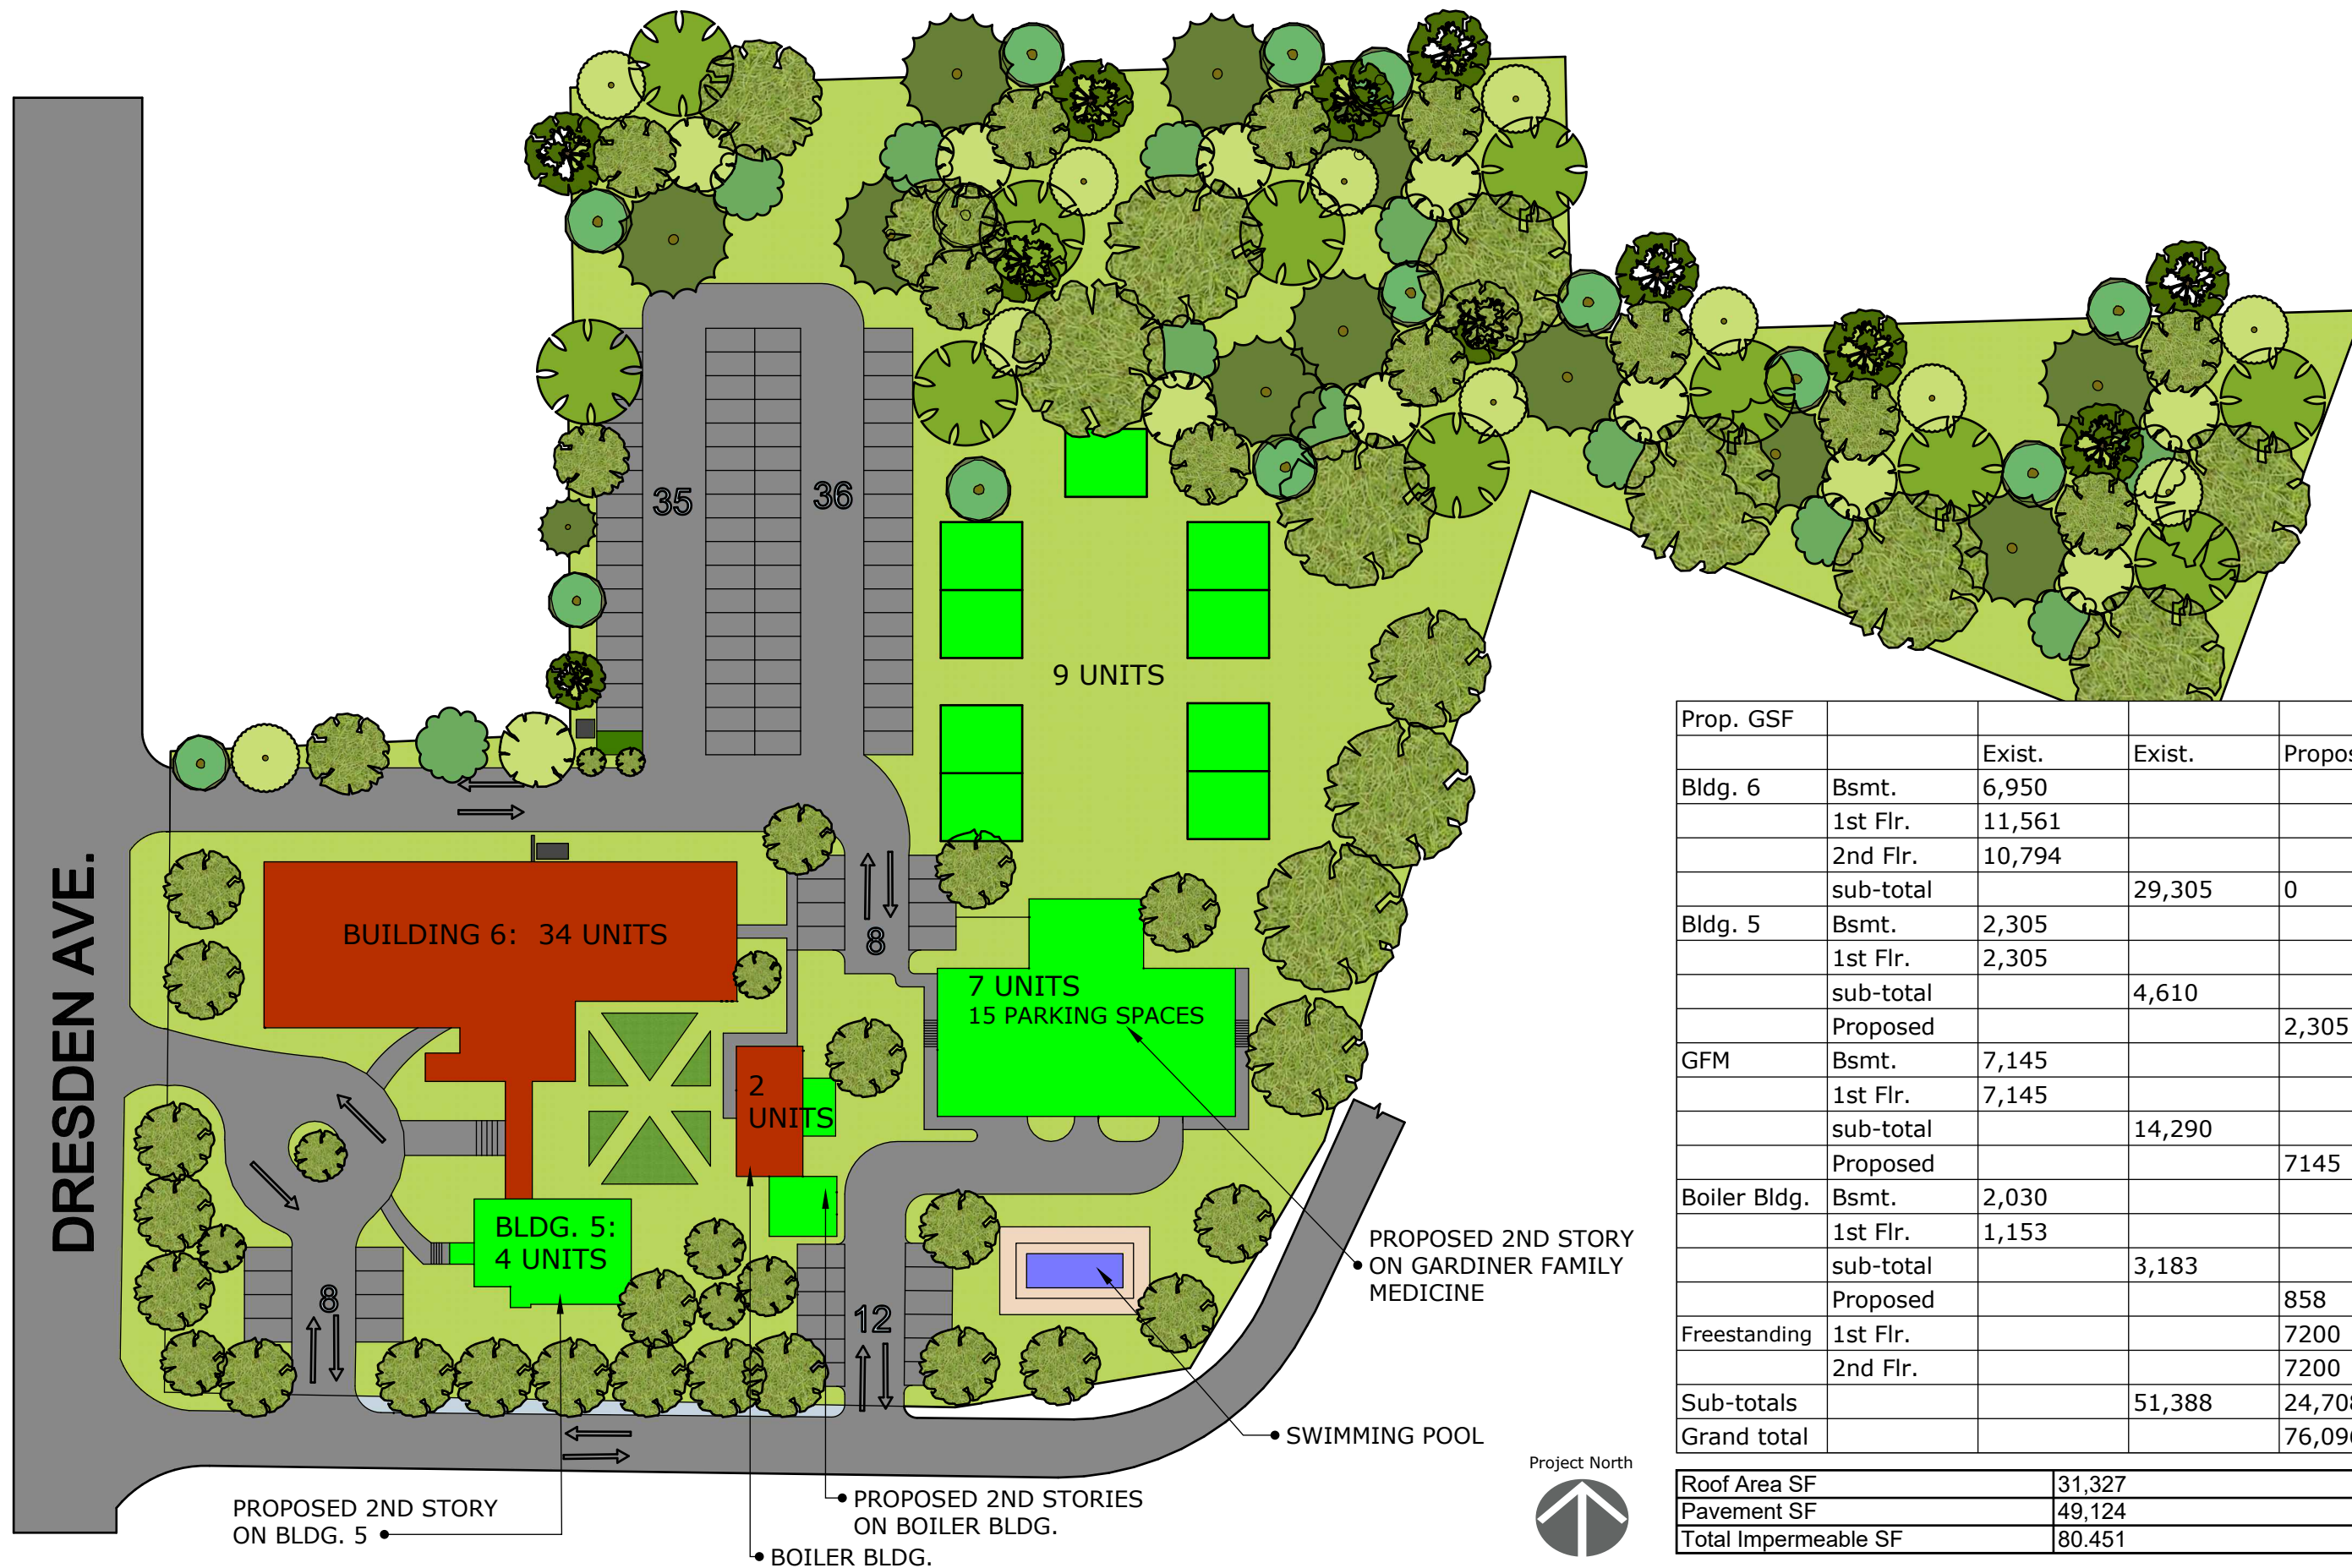 35
36
9 UNITS
DRESDEN AVE.
BUILDING 6: 34 UNITS
8
7 UNITS
15 PARKING SPACES
2
UNITS
BLDG. 5:
4 UNITS
8
12
PROPOSED 2ND STORY
ON GARDINER FAMILY
MEDICINE
SWIMMING POOL
PROPOSED 2ND STORY
ON BLDG. 5
PROPOSED 2ND STORIES
ON BOILER BLDG.
BOILER BLDG.
Project North
Prop. GSF
Exist. Exist.
Bldg. 6 Bsmt. 6,950
1st Flr. 11,561
2nd Flr. 10,794
sub-total 29,305 0
Bldg. 5 Bsmt. 2,305
1st Flr. 2,305
sub-total 4,610
Proposed 2,305
GFM Bsmt. 7,145
1st Flr. 7,145
sub-total 14,290
Proposed 7145
Boiler Bldg. Bsmt. 2,030
1st Flr. 1,153
sub-total 3,183
Proposed 858
Freestanding 1st Flr. 7200
2nd Flr. 7200
Sub-totals 51,388 24,708
Grand total
Roof Area SF 31,327
Pavement SF 49,124
Total Impermeable SF 80.451